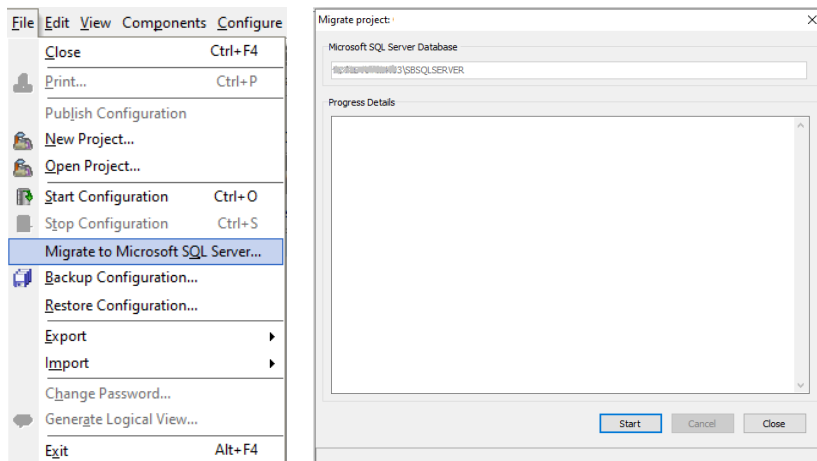 File Edit View Components Configure
Close Ctrl+F4
Print... Ctrl+P
Publish Configuration
New Project...
Open Project...
Start Configuration Ctrl+O
Stop Configuration Ctrl+S
Migrate to Microsoft SQL Server...
Backup Configuration...
Restore Configuration...
Export
Import
Change Password...
Generate Logical View...
Exit Alt+F4
Migrate project:
Microsoft SQL Server Database
3\SBSQLSERVER
Progress Details
Start Cancel Close